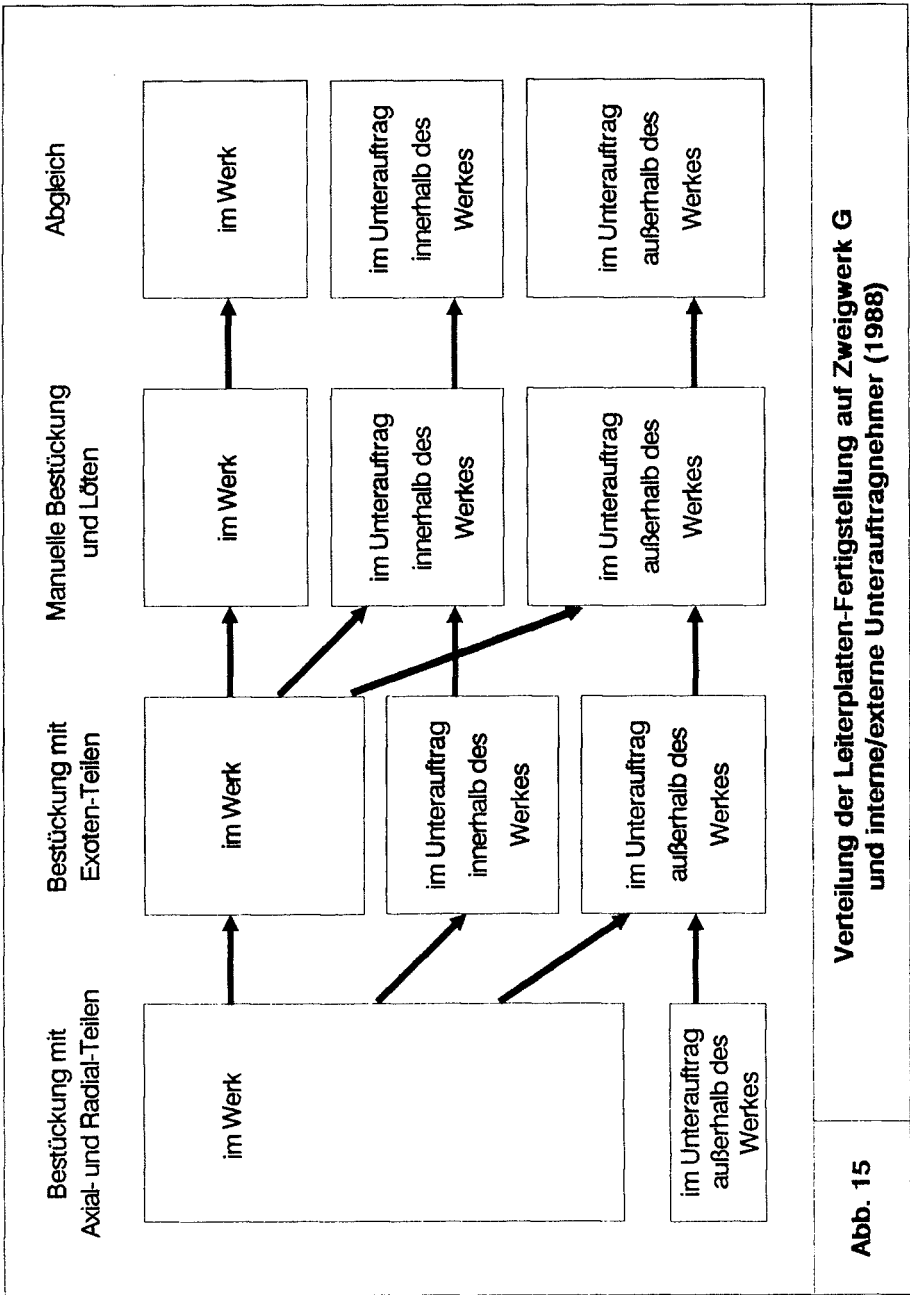 Bestückung mit
Axial- und Radial-Teilen
im Werk
im Unterauftrag
außerhalb des
Werkes
Bestückung mit
Exoten-Teilen
im Werk
im Unterauftrag
innerhalb des
Werkes
im Unterauftrag
außerhalb des
Werkes
Manuelle Bestückung
und Löten
im Werk
im Unterauftrag
innerhalb des
Werkes
im Unterauftrag
außerhalb des
Werkes
Abgleich
im Werk
im Unterauftrag
innerhalb des
Werkes
im Unterauftrag
außerhalb des
Werkes
Abb. 15
Verteilung der Leiterplatten-Fertigstellung auf Zweigwerk G
und interne/externe Unterauftragnehmer (1988)